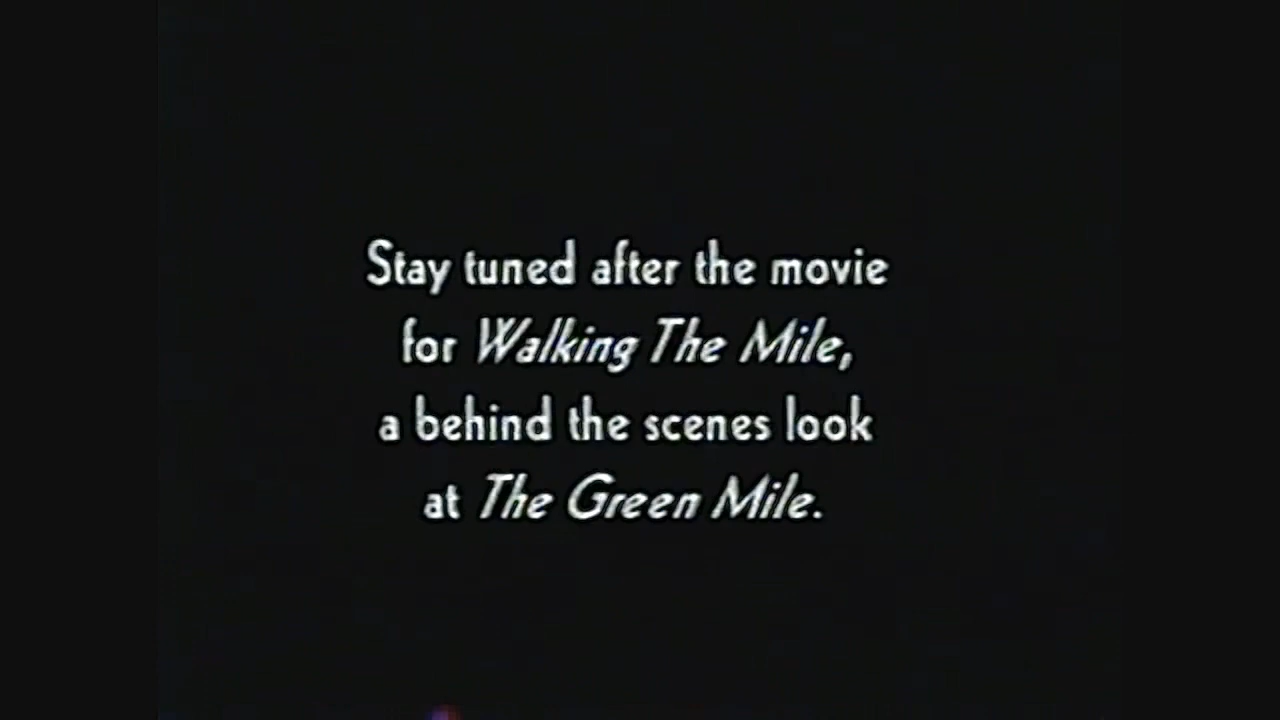 Stay tuned after the movie
for Walking The Mile,
a behind the scenes look
at The Green Mile.